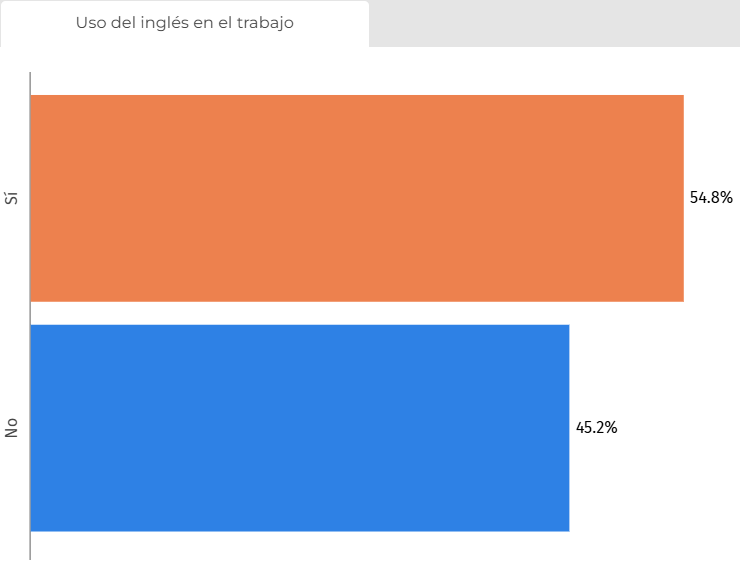 Uso del inglés en el trabajo
Sí
54.8%
No
45.2%